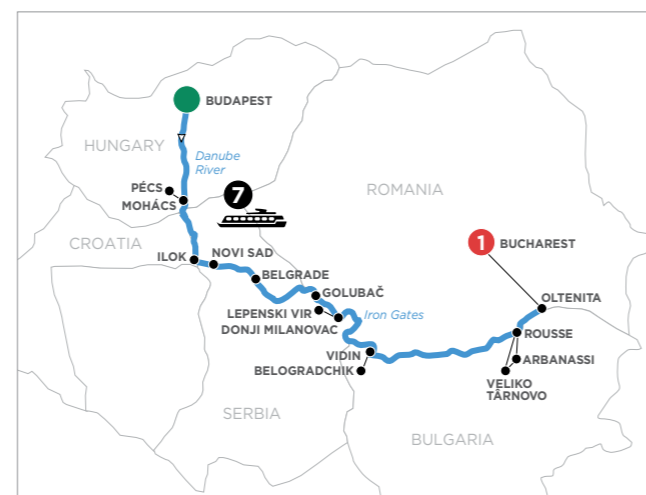 BUDAPEST
HUNGARY
Danube
River
ROMANIA
PÉCS
MOHÁCS
7
CROATIA
1
BUCHAREST
ILOK
NOVI SAD
BELGRADE
GOLUBAČ
OLTENITA
LEPENSKI VIR
DONJI MILANOVAC
Iron Gates
ROUSSE
VIDIN
BELOGRADCHIK
ARBANASSI
VELIKO
TÂRNOVO
SERBIA
BULGARIA